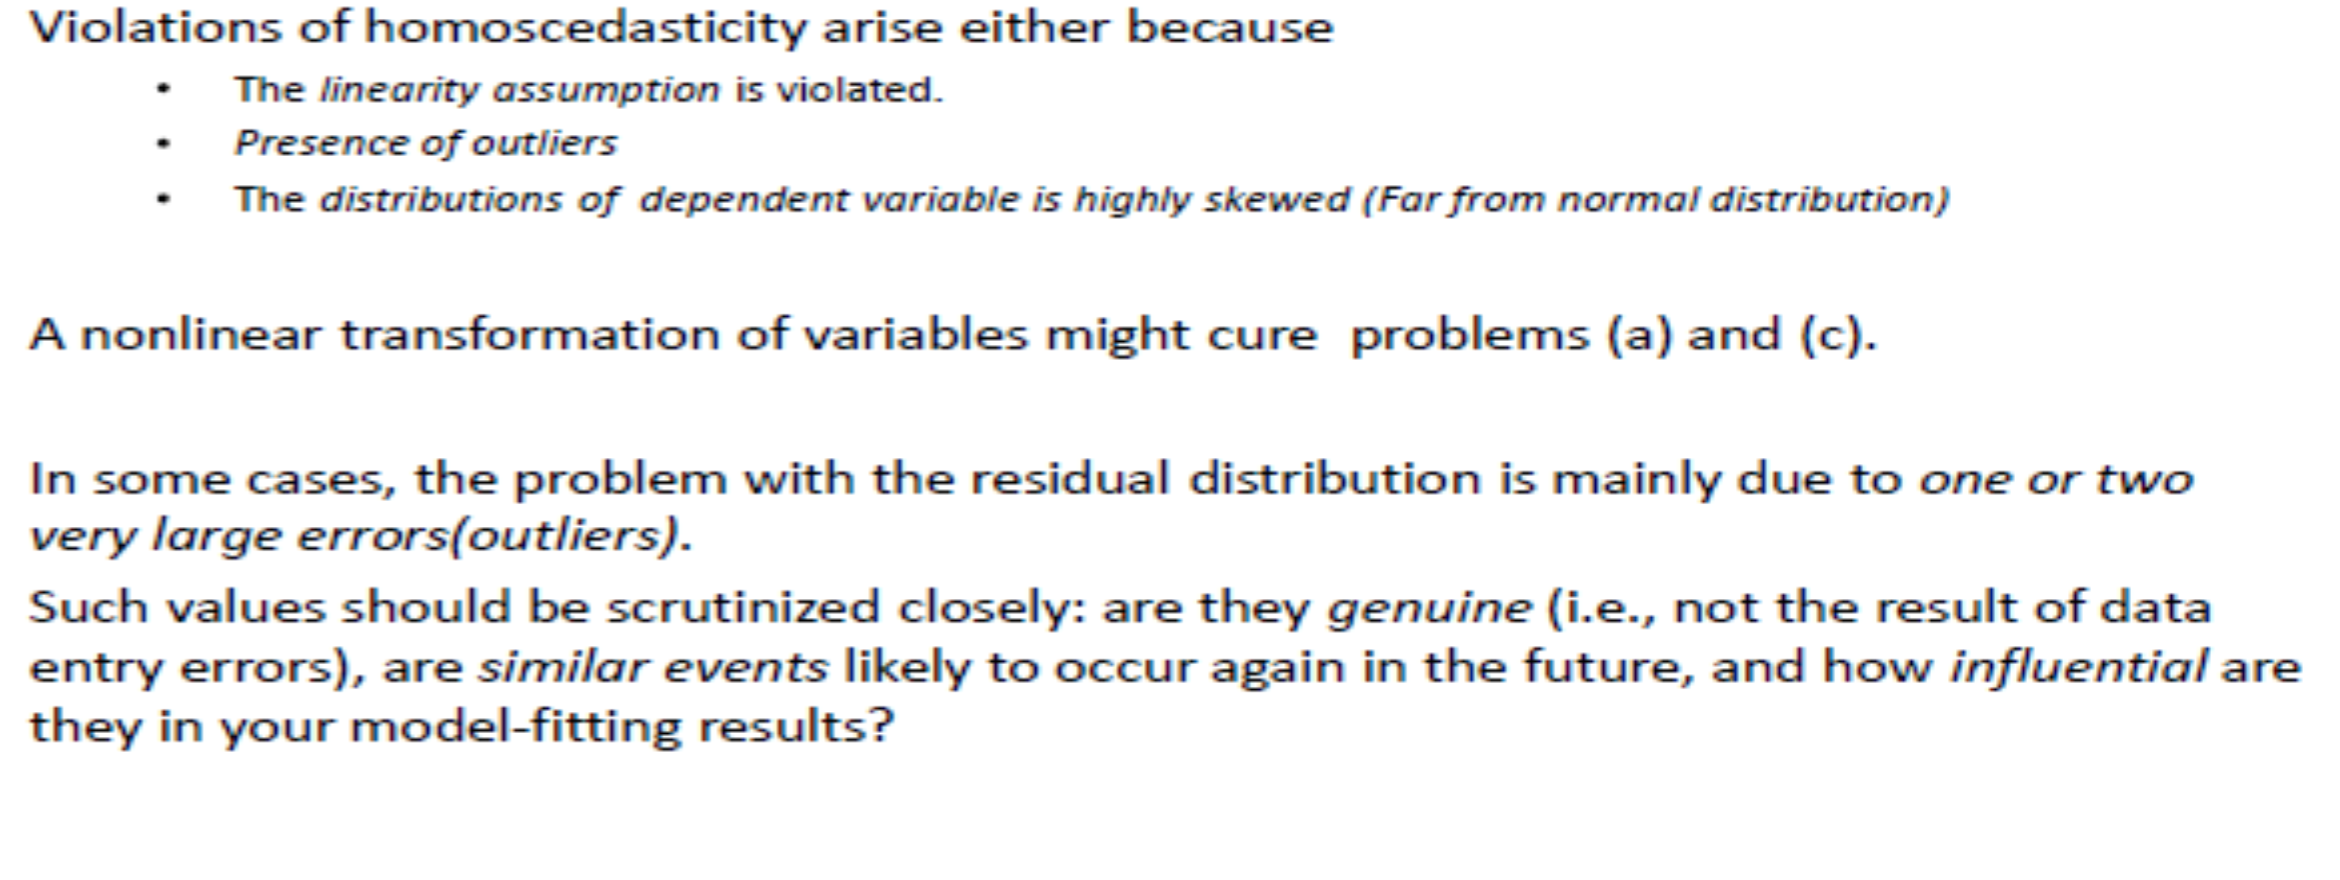 Violations of homoscedasticity arise either because
• The linearity assumption is violated.
• Presence of outliers
• The distributions of dependent variable is highly skewed (Far from normal distribution)
A nonlinear transformation of variables might cure problems (a) and (c).
In some cases, the problem with the residual distribution is mainly due to one or two
very large errors(outliers).
Such values should be scrutinized closely: are they genuine (i.e., not the result of data
entry errors), are similar events likely to occur again in the future, and how influential are
they in your model-fitting results?